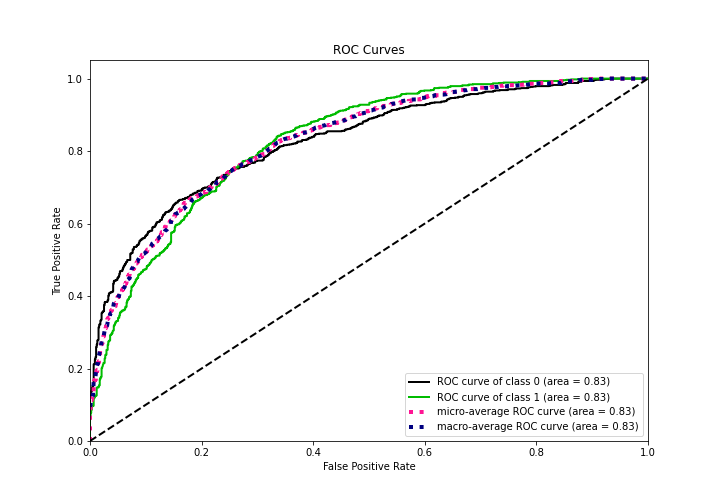 ROC Curves
True Positive Rate
1.0
0.8
0.6
0.4
0.2
0.0
0.0 0.2 0.4 0.6 0.8 1.0
False Positive Rate
ROC curve of class 0 (area = 0.83)
ROC curve of class 1 (area = 0.83)
micro-average ROC curve (area = 0.83)
macro-average ROC curve (area = 0.83)